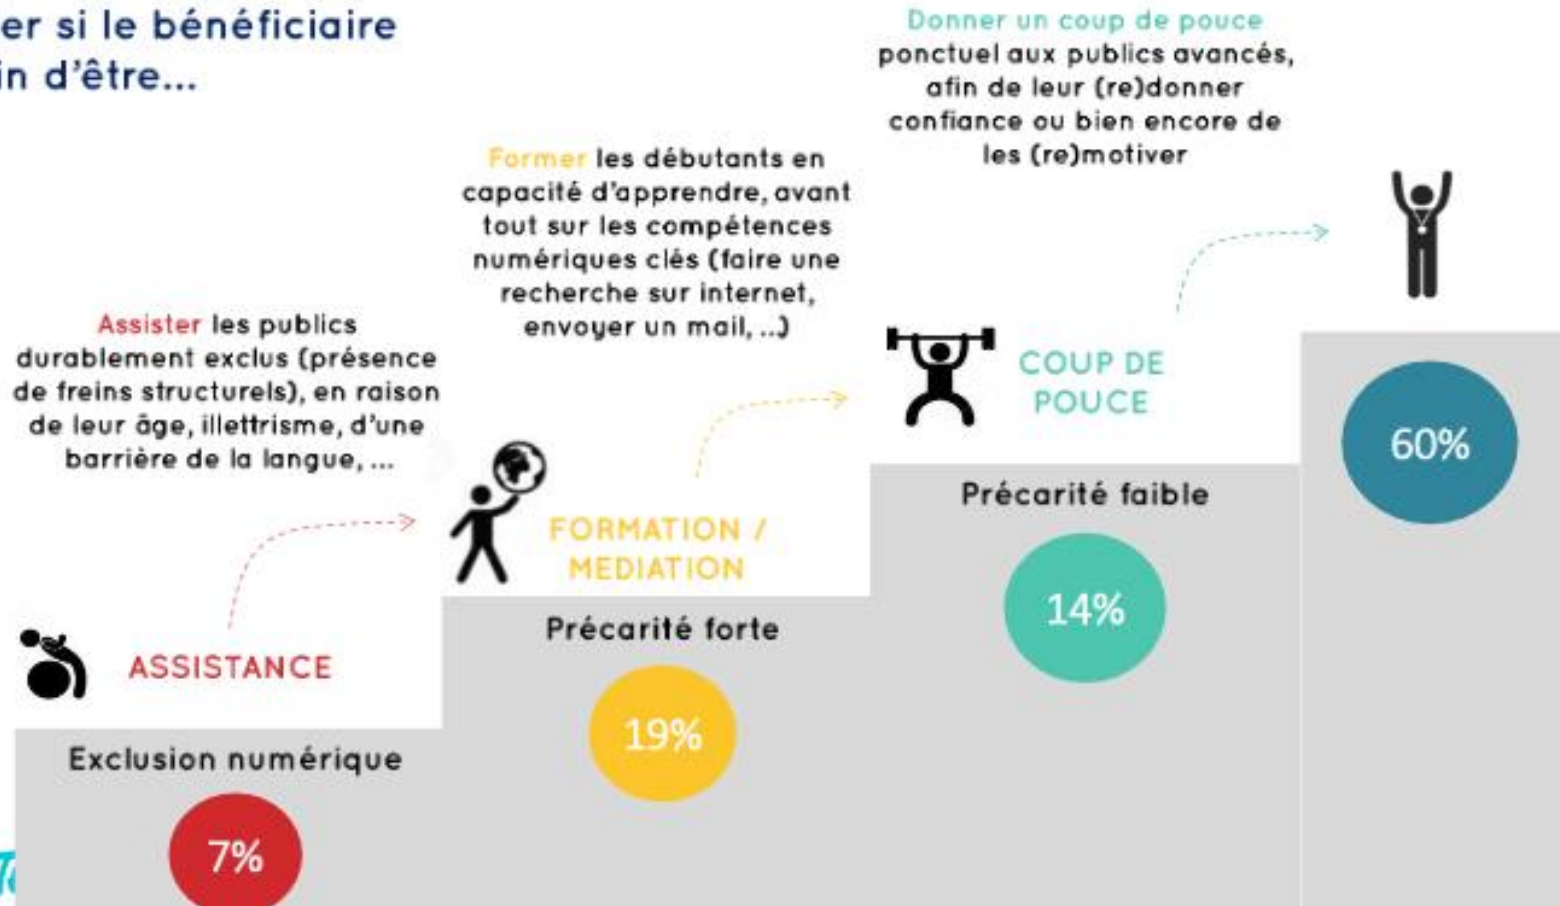 er si le bénéficiaire
in d'être...
Donner un coup de pouce
ponctuel aux publics avancés,
afin de leur (re)donner
confiance ou bien encore de
les (re)motiver
Former les débutants en
capacité d'apprendre, avant
tout sur les compétences
numériques clés (faire une
recherche sur internet,
envoyer un mail, ...)
Assister les publics
durablement exclus (présence
de freins structurels), en raison
de leur âge, illettrisme, d'une
barrière de la langue, ...
COUP DE
POUCE
60%
Précarité faible
14%
FORMATION /
MEDIATION
Précarité forte
19%
ASSISTANCE
Exclusion numérique
7%